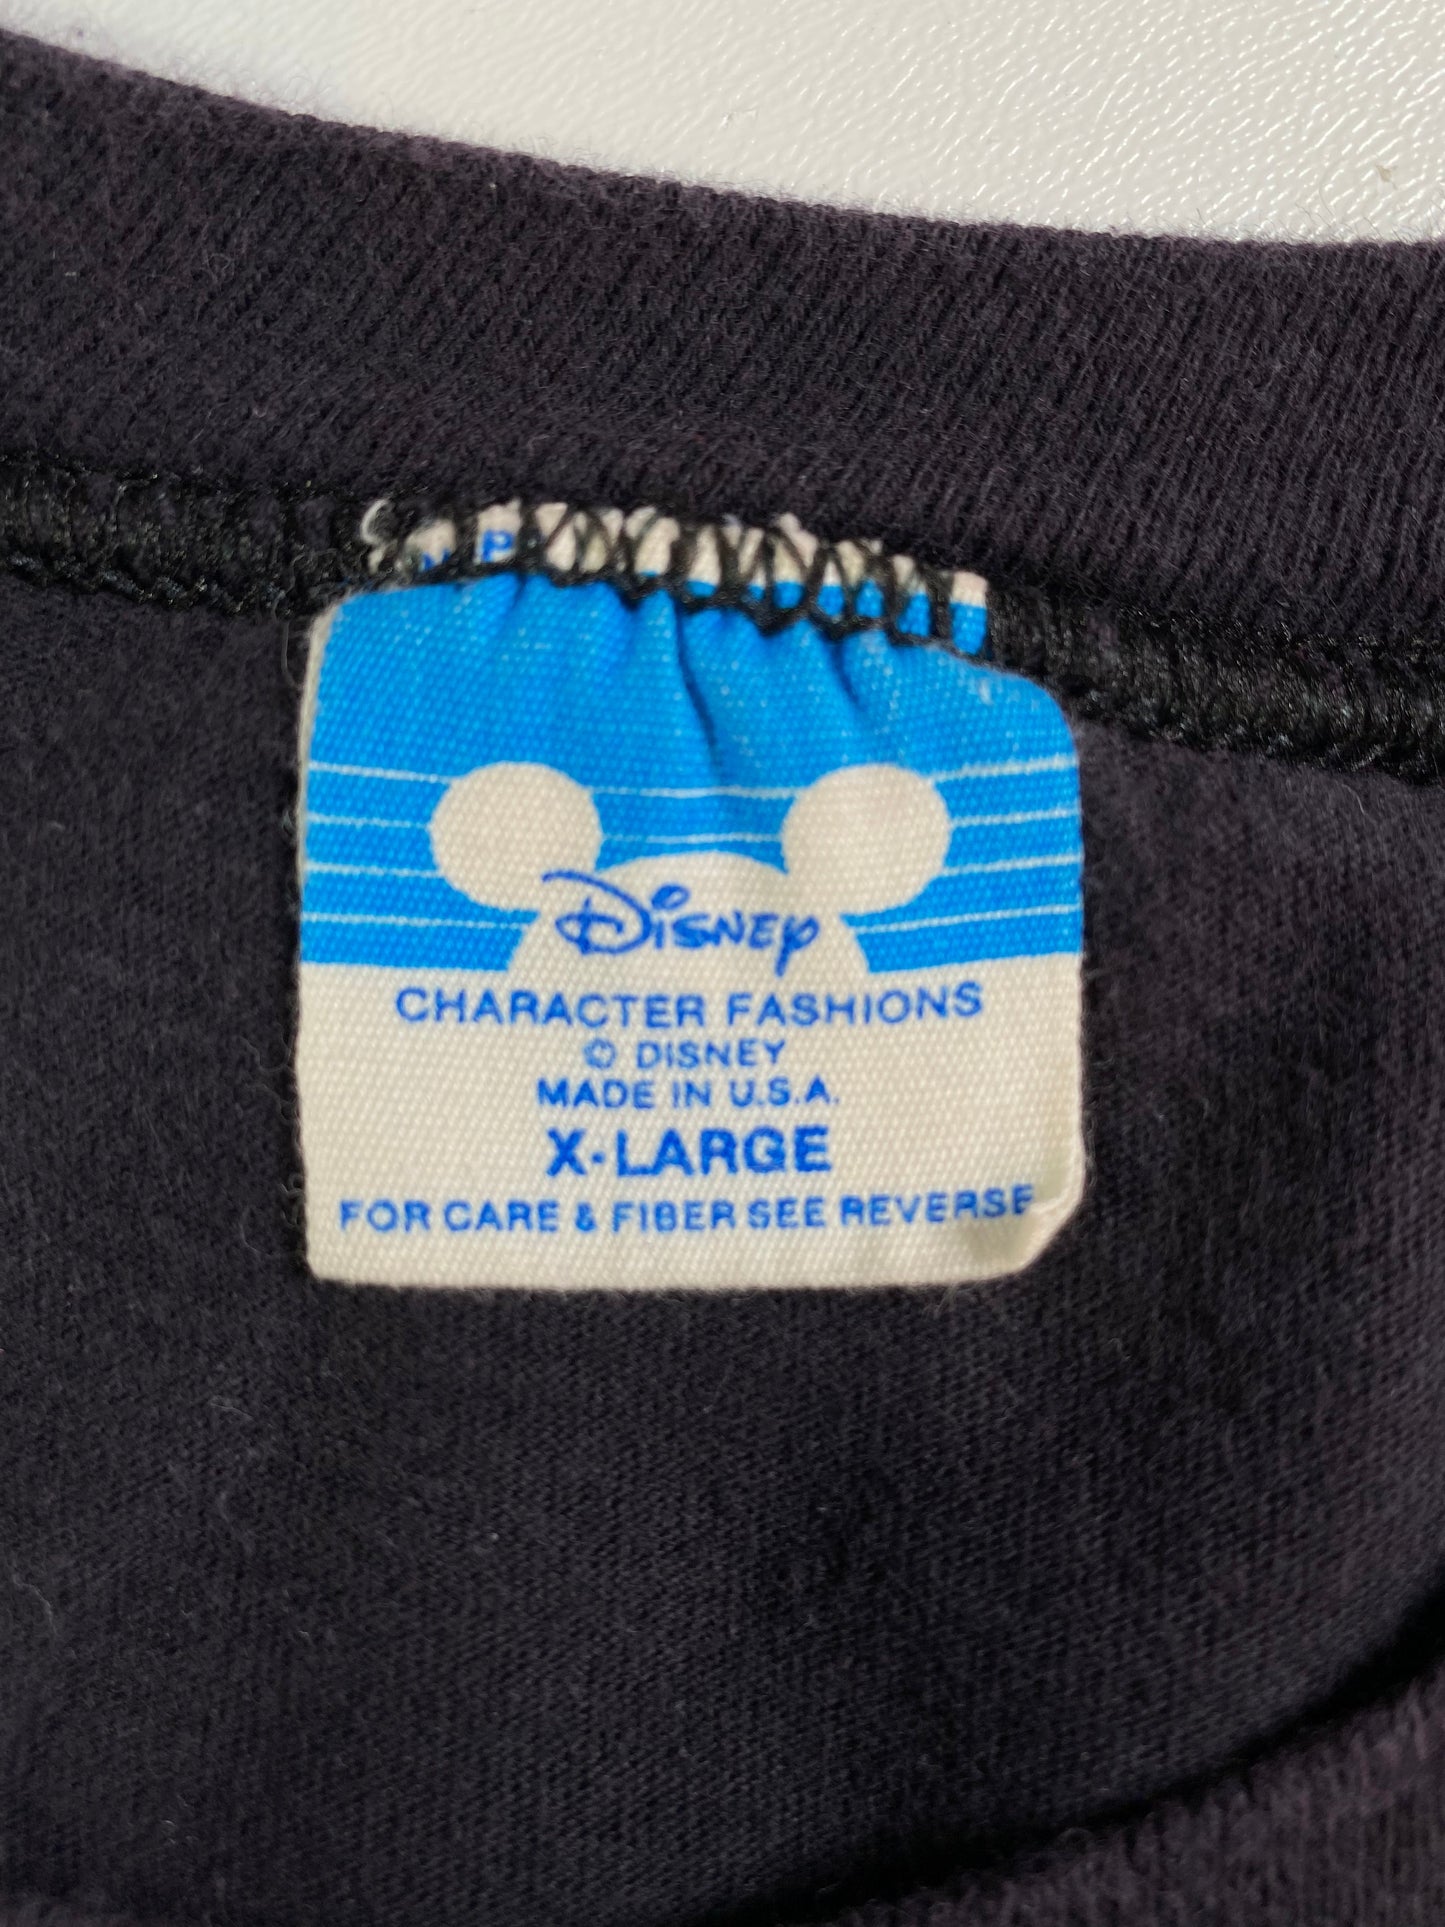 Disney
CHARACTER FASHIONS
© DISNEY
MADE IN U.S.A.
X-LARGE
FOR CARE & FIBER SEE REVERSE